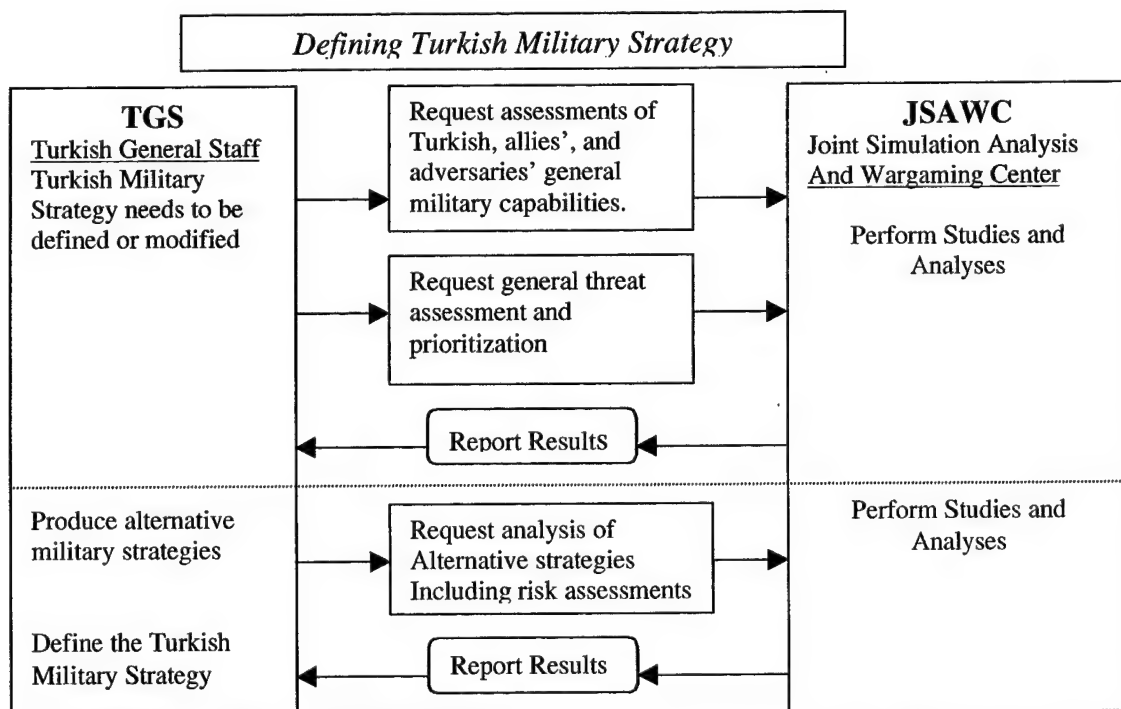 Defining Turkish Military Strategy
TGS
Turkish General Staff
Turkish Military
Strategy needs to be
defined or modified
Request assessments of
Turkish, allies’, and
adversaries’ general
military capabilities.
JSAWC
Joint Simulation Analysis
And Wargaming Center
Perform Studies and
Analyses
Request general threat
assessment and
prioritization
Report Results
Produce alternative
military strategies
Request analysis of
Alternative strategies
Including risk assessments
Perform Studies and
Analyses
Define the Turkish
Military Strategy
Report Results